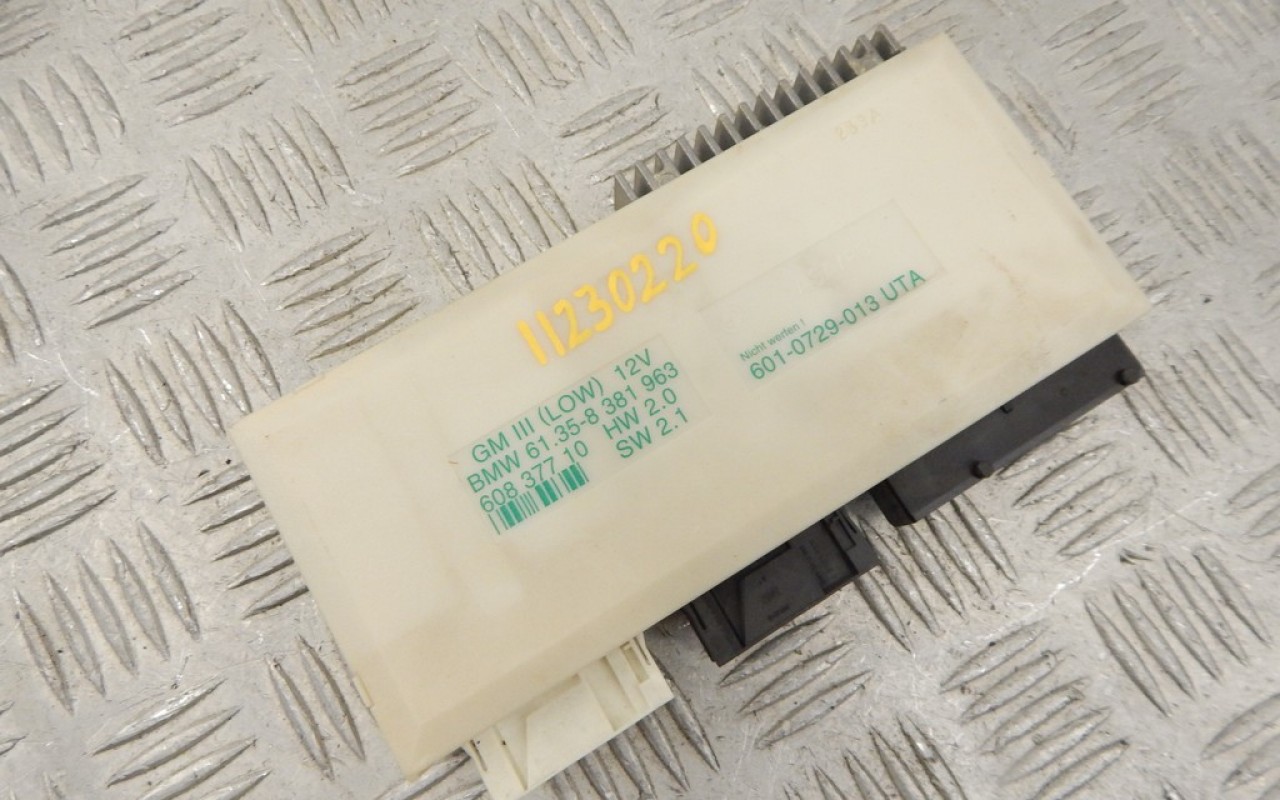 11230220
GM III (LOW) 12V
BMW 61.35-8 381 963
608 377 10 HW 2.0
SW 2.1
Nicht werfen !
601-0729-013 UTA